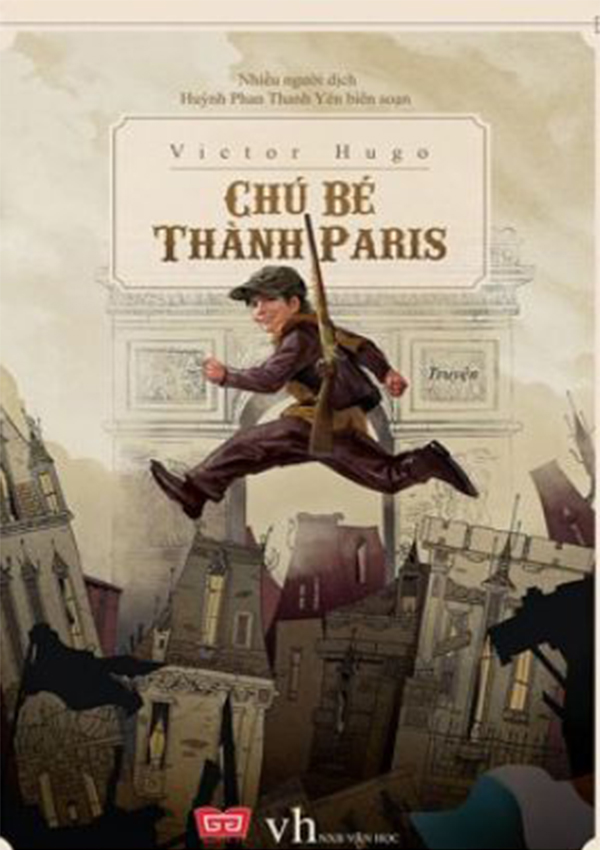 Nhiều người dịch
Huỳnh Phan Thanh Yên biên soạn
Victor Hugo
CHÚ BÉ
THÀNH PARIS
Truyện
vh NXB VĂN HỌC